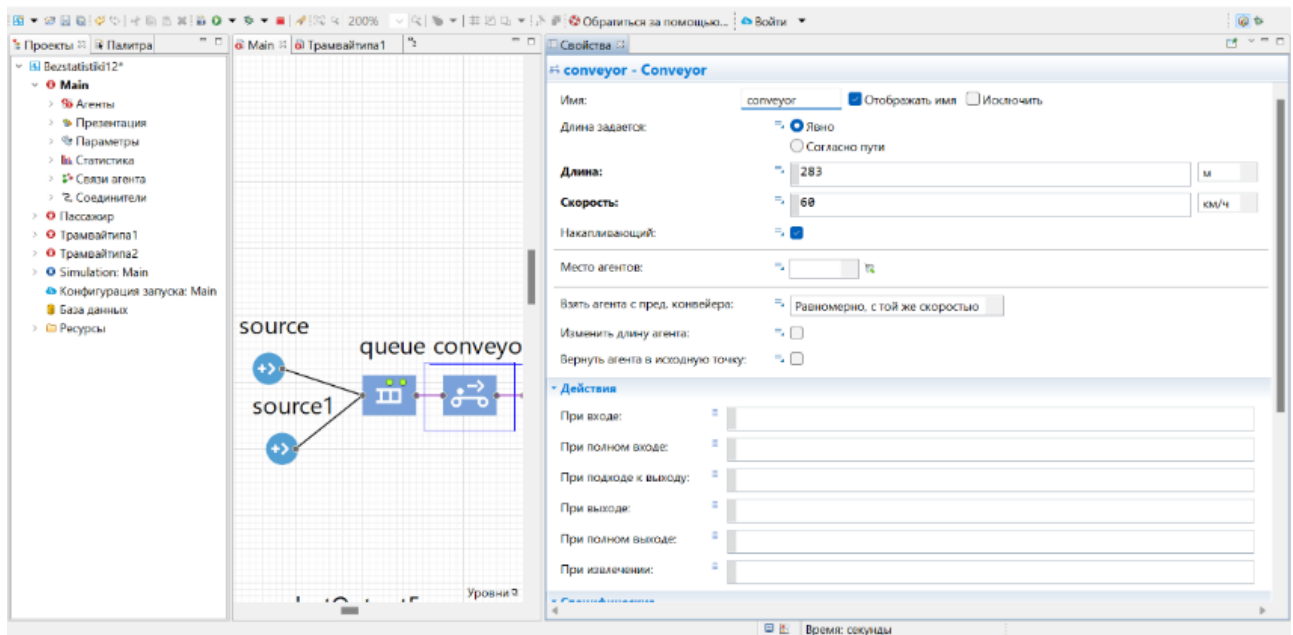 200%
Обратиться за помощью...
Войти
Проекты
Палитра
Main
Трамвайтипа1
Свойства
Bezstatistiki12*
Main
Агенты
Презентация
Параметры
Статистика
Связи агента
Соединители
Пассажир
Трамвайтипа1
Трамвайтипа2
Simulation: Main
Конфигурация запуска: Main
База данных
Ресурсы
source
queue conveyo
source1
Уровни
conveyor - Conveyor
Имя: conveyor Отображать имя Исключить
Длина задается: Явно
Согласно пути
Длина: 283 м
Скорость: 60 км/ч
Накапливающий:
Место агентов:
Взять агента с пред. конвейера: Равномерно, с той же скоростью
Изменить длину агента:
Вернуть агента в исходную точку:
Действия
При входе:
При полном входе:
При подходе к выходу:
При выходе:
При полном выходе:
При извлечении:
Время: секунды